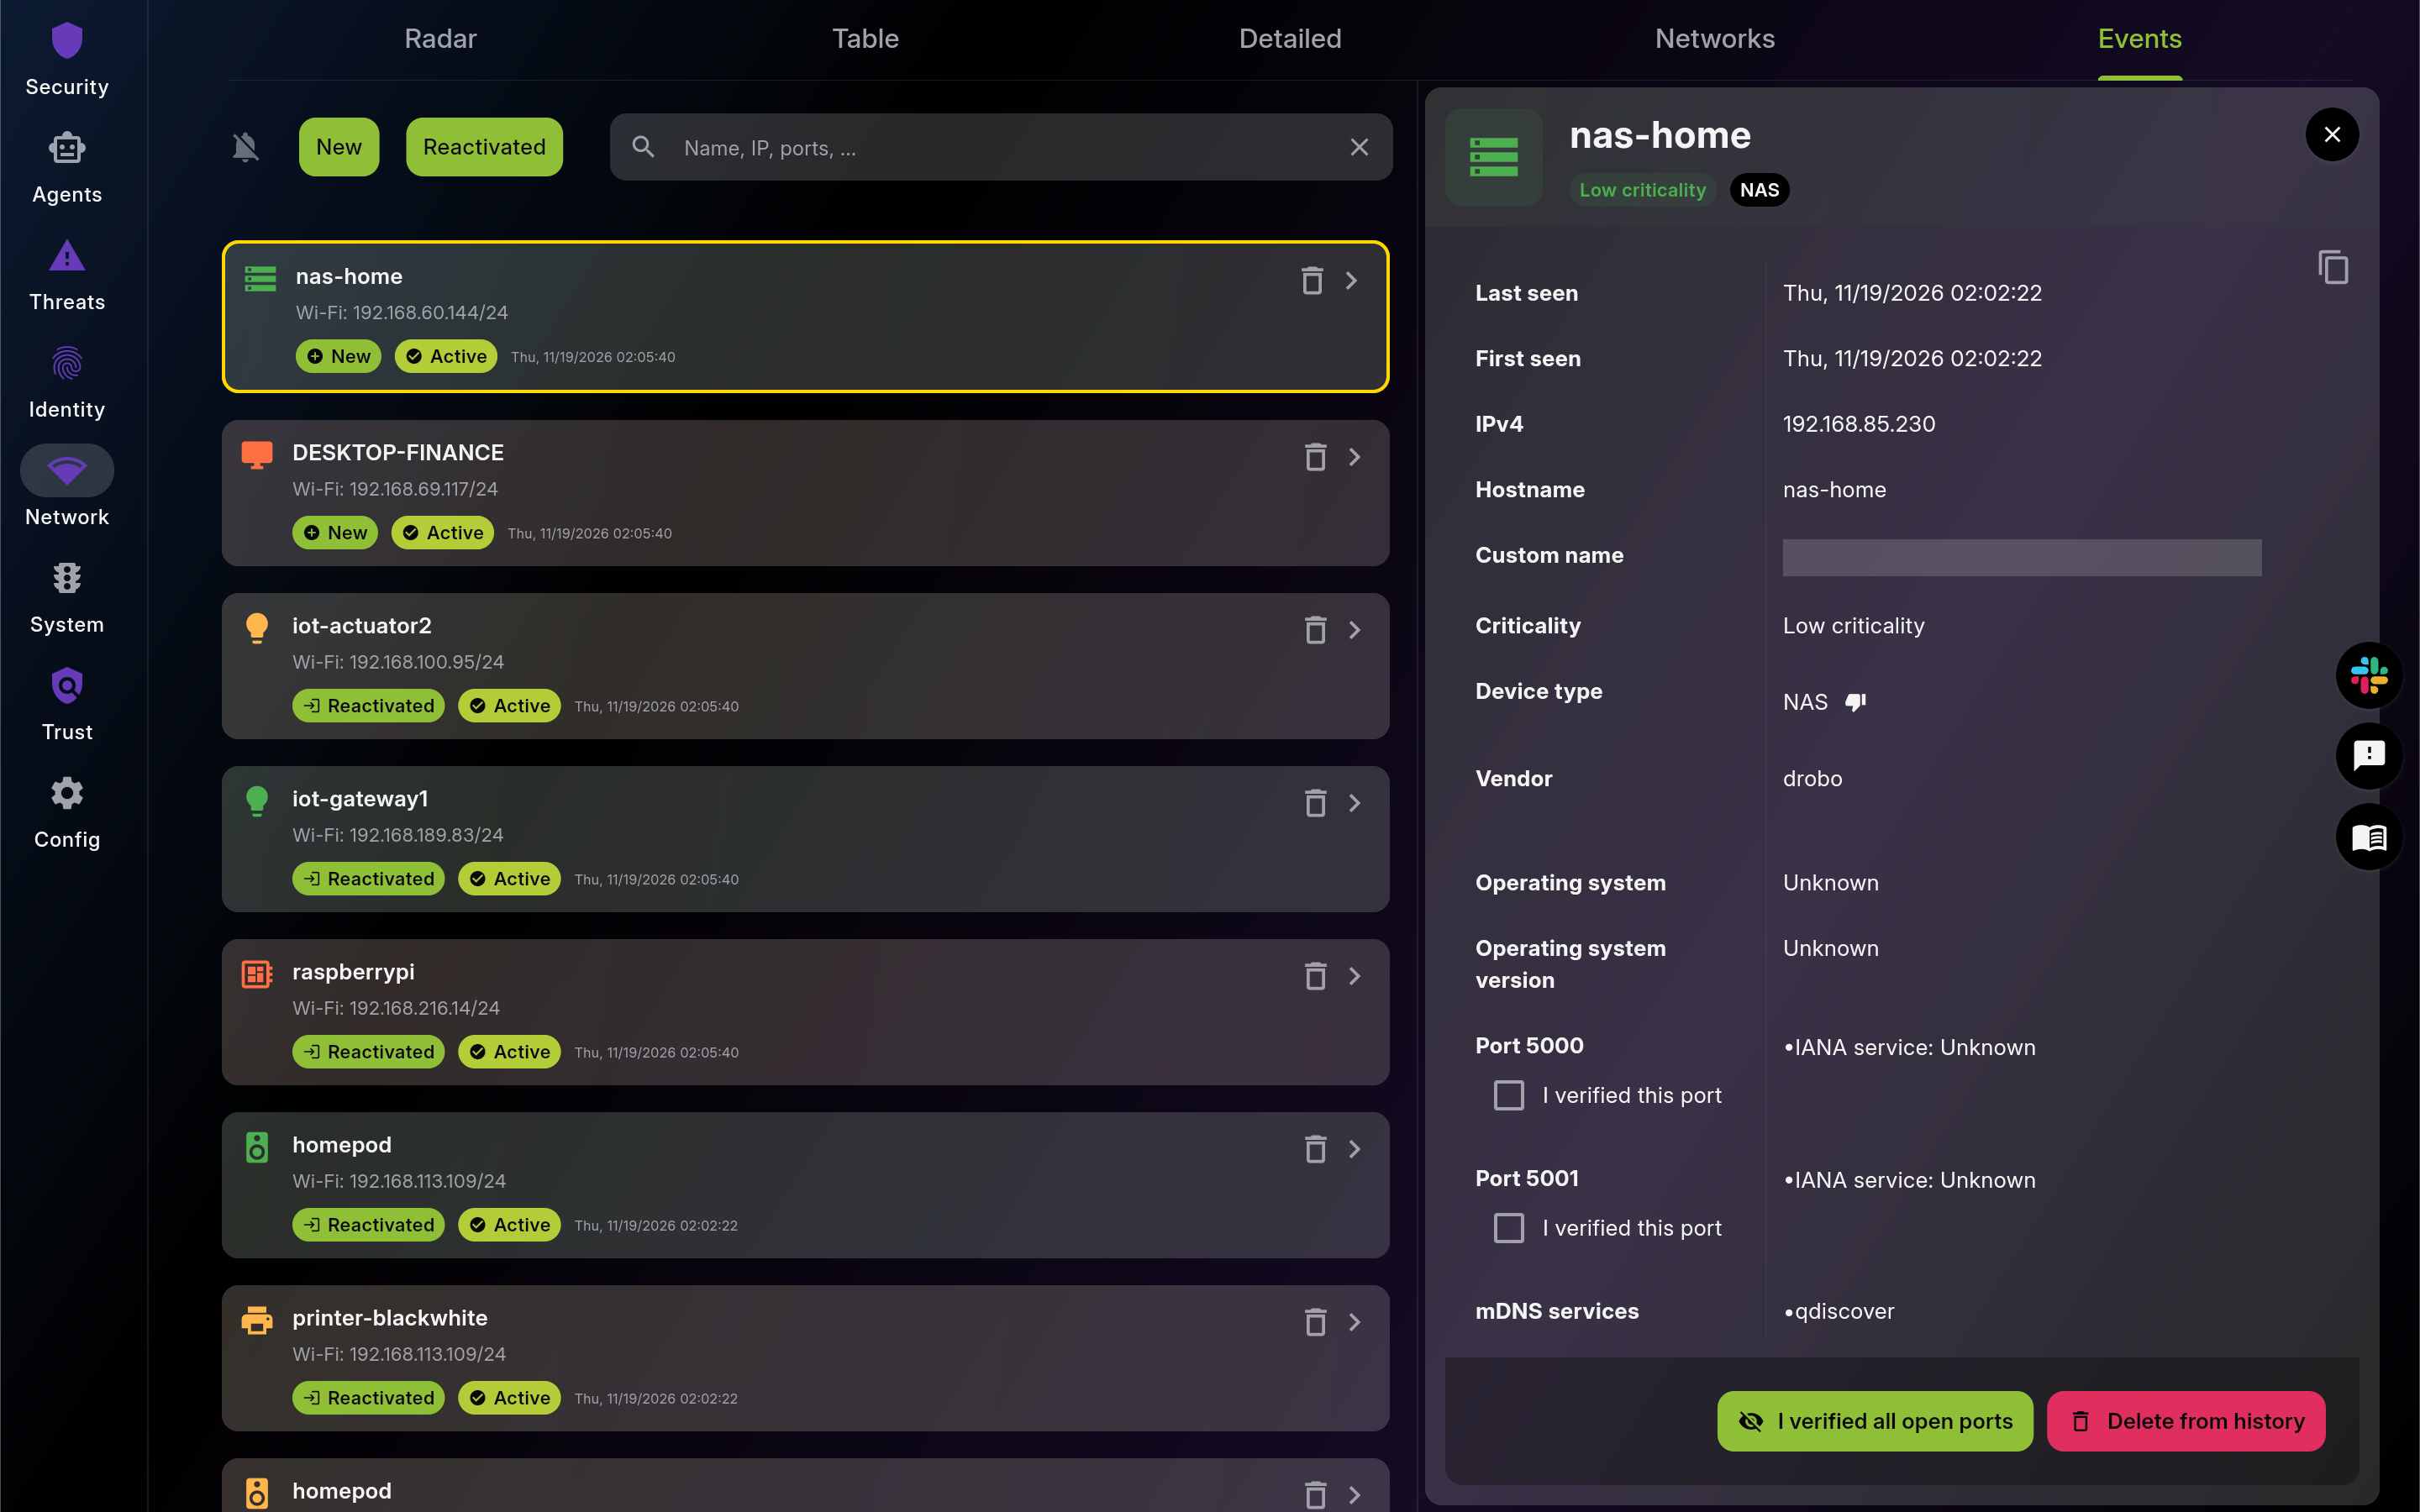 Security
Agents
Threats
Identity
Network
System
Trust
Config
Radar
Table
Detailed
Networks
Events
New
Reactivated
Name, IP, ports, ...
nas-home
Wi-Fi: 192.168.60.144/24
New
Active
Thu, 11/19/2026 02:05:40
DESKTOP-FINANCE
Wi-Fi: 192.168.69.117/24
New
Active
Thu, 11/19/2026 02:05:40
iot-actuator2
Wi-Fi: 192.168.100.95/24
Reactivated
Active
Thu, 11/19/2026 02:05:40
iot-gateway1
Wi-Fi: 192.168.189.83/24
Reactivated
Active
Thu, 11/19/2026 02:05:40
raspberrypi
Wi-Fi: 192.168.216.14/24
Reactivated
Active
Thu, 11/19/2026 02:05:40
homepod
Wi-Fi: 192.168.113.109/24
Reactivated
Active
Thu, 11/19/2026 02:02:22
printer-blackwhite
Wi-Fi: 192.168.113.109/24
Reactivated
Active
Thu, 11/19/2026 02:02:22
homepod
nas-home
Low criticality
NAS
Last seen
Thu, 11/19/2026 02:02:22
First seen
Thu, 11/19/2026 02:02:22
IPv4
192.168.85.230
Hostname
nas-home
Custom name
Criticality
Low criticality
Device type
NAS
Vendor
drobo
Operating system
Unknown
Operating system
version
Unknown
Port 5000
•IANA service: Unknown
I verified this port
Port 5001
•IANA service: Unknown
I verified this port
mDNS services
•qdiscover
I verified all open ports
Delete from history